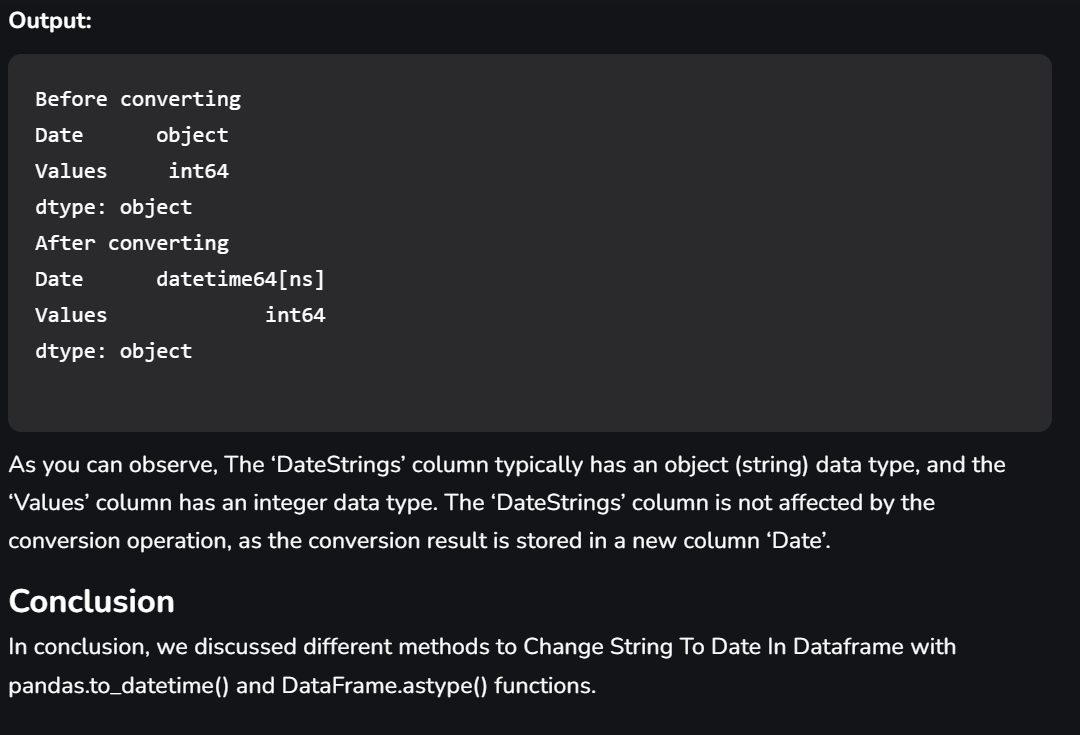 Output:
Before converting
Date      object
Values     int64
dtype: object
After converting
Date      datetime64[ns]
Values             int64
dtype: object
As you can observe, The ‘DateStrings’ column typically has an object (string) data type, and the
‘Values’ column has an integer data type. The ‘DateStrings’ column is not affected by the
conversion operation, as the conversion result is stored in a new column ‘Date’.
Conclusion
In conclusion, we discussed different methods to Change String To Date In Dataframe with
pandas.to_datetime() and DataFrame.astype() functions.